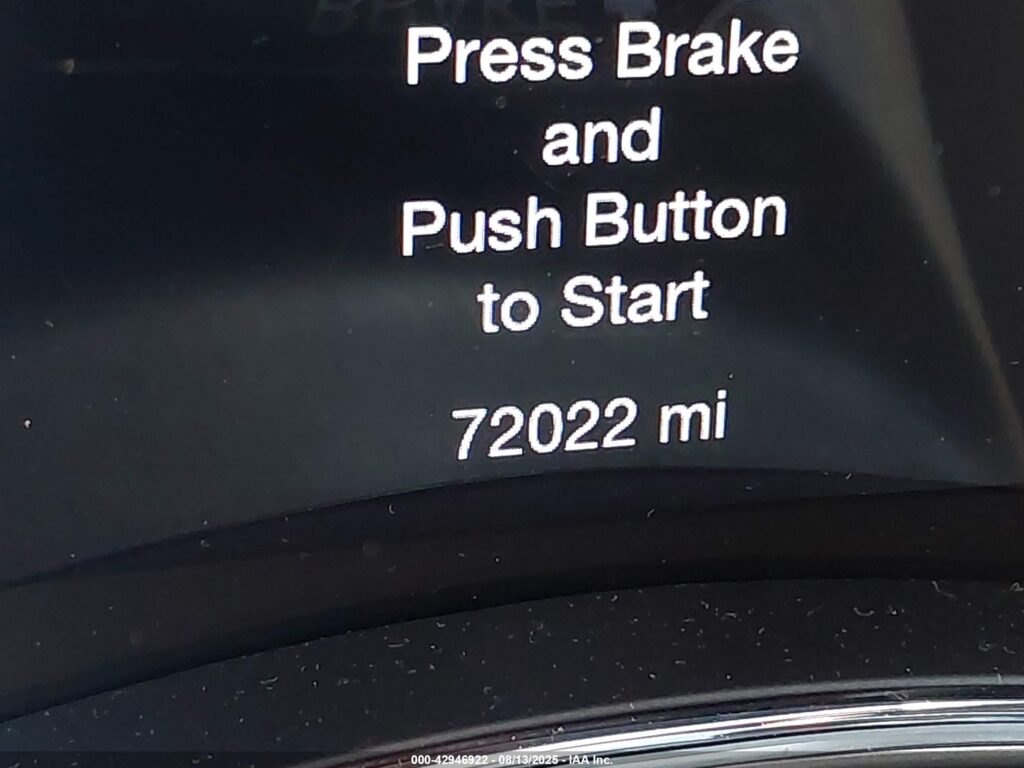 Press Brake
and
Push Button
to Start
72022 mi
000-42946922 - 08/13/2025 - IAA Inc.